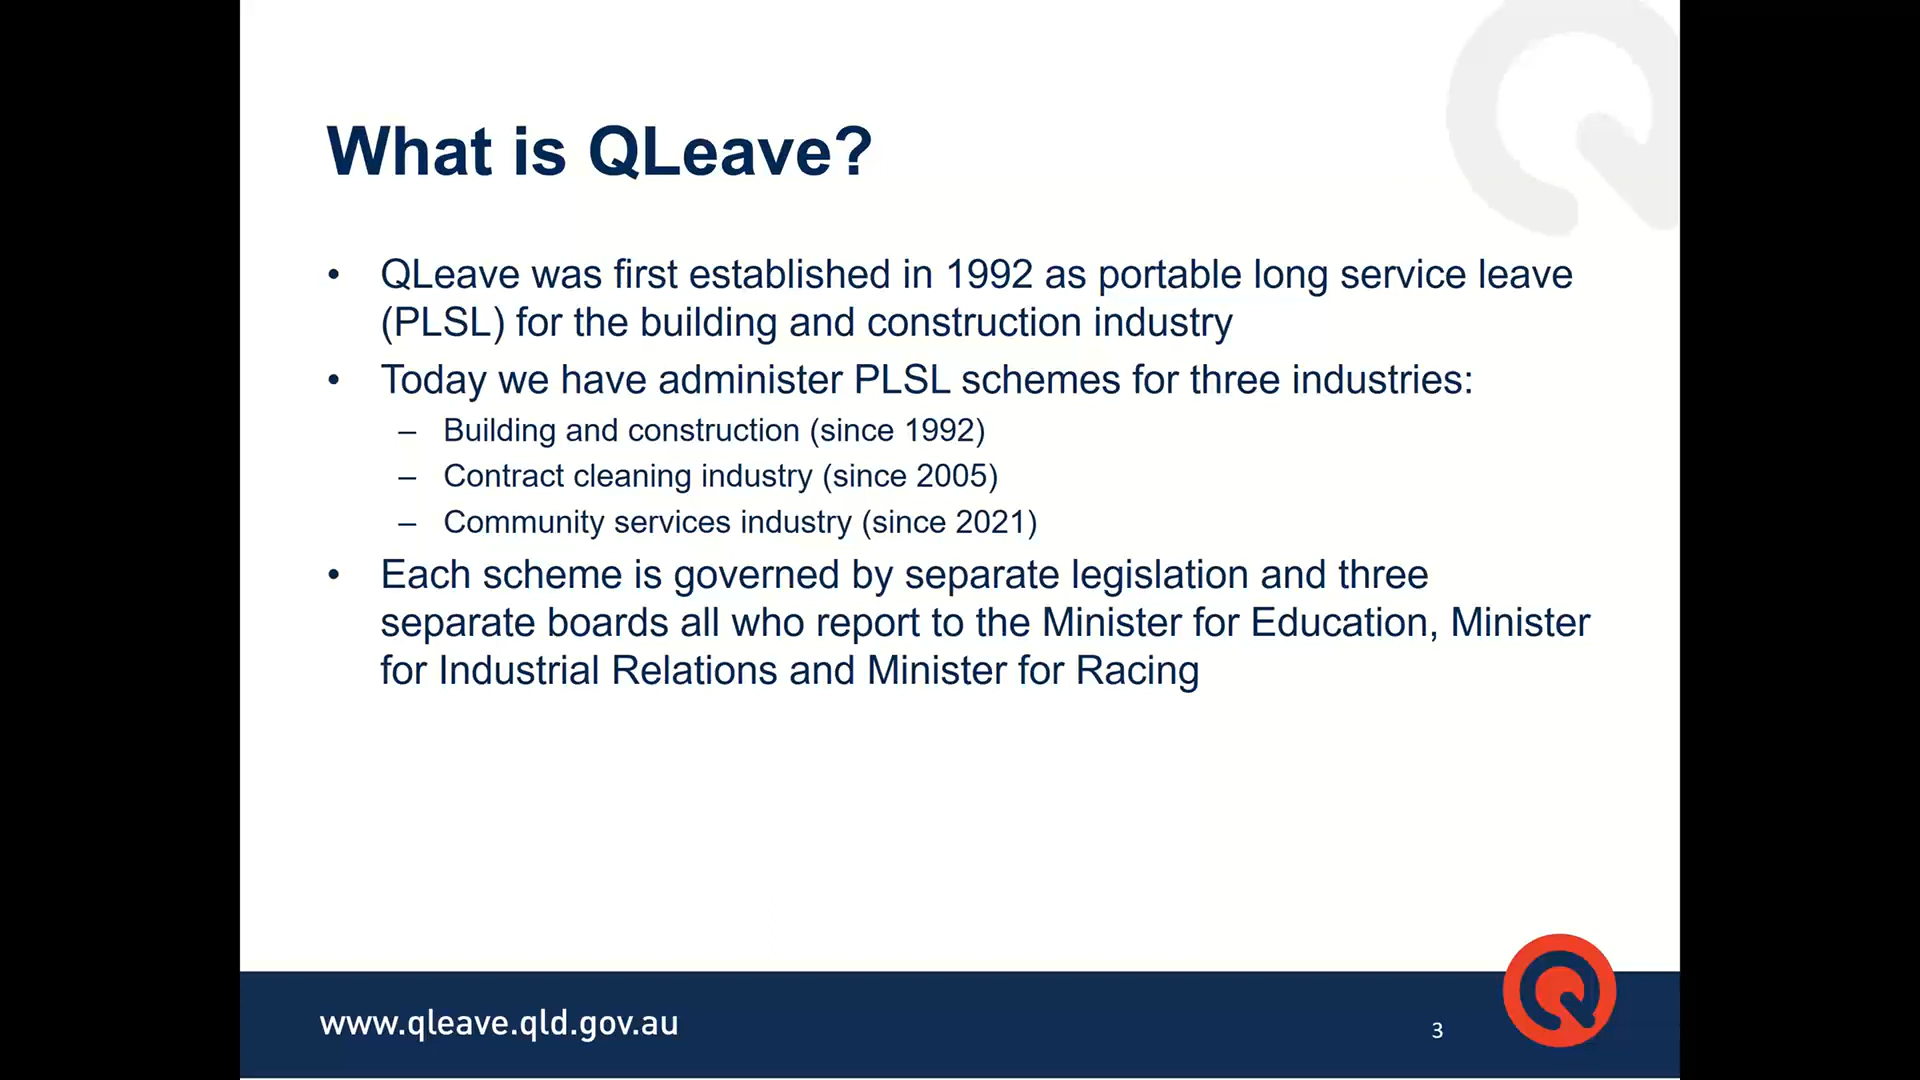 What is QLeave?
• QLeave was first established in 1992 as portable long service leave
(PLSL) for the building and construction industry
• Today we have administer PLSL schemes for three industries:
– Building and construction (since 1992)
– Contract cleaning industry (since 2005)
– Community services industry (since 2021)
• Each scheme is governed by separate legislation and three
separate boards all who report to the Minister for Education, Minister
for Industrial Relations and Minister for Racing
www.qleave.qld.gov.au
3